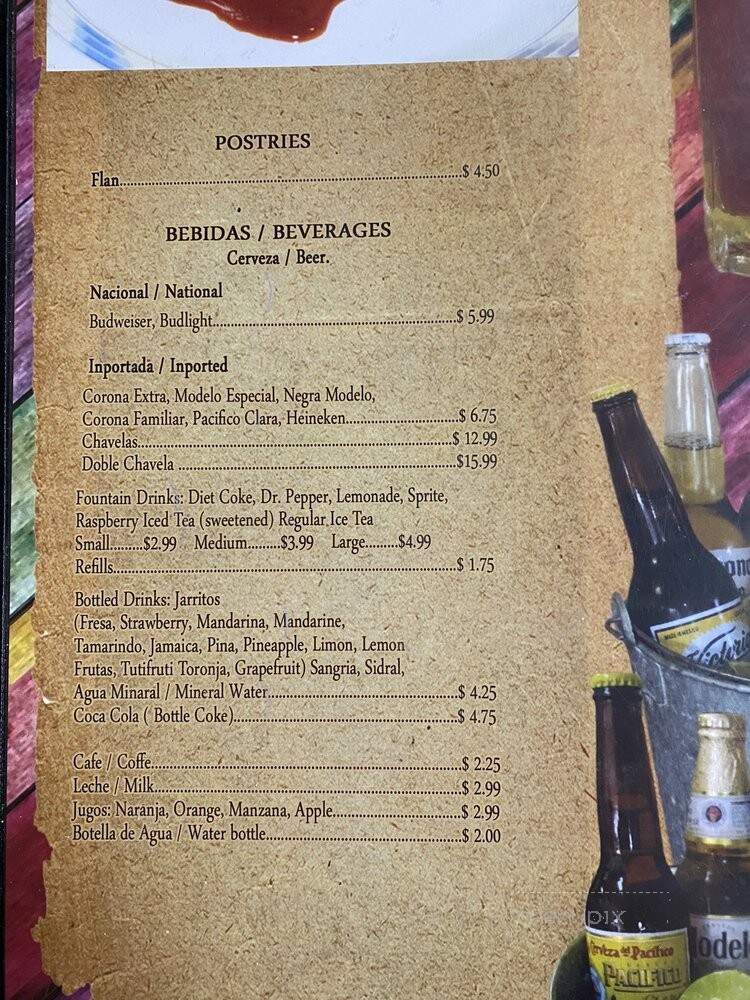 POSTRIES
Flan..........$ 4.50
BEBIDAS / BEVERAGES
Cerveza / Beer.
Nacional / National
Budweiser, Budlight..........$ 5.99
Inportada / Inported
Corona Extra, Modelo Especial, Negra Modelo,
Corona Familiar, Pacifico Clara, Heineken..........$ 6.75
Chavelas..........$ 12.99
Doble Chavela ..........$15.99
Fountain Drinks: Diet Coke, Dr. Pepper, Lemonade, Sprite,
Raspberry Iced Tea (sweetened) Regular Ice Tea
Small.........$2.99 Medium.........$3.99 Large.........$4.99
Refills..........$ 1.75
Bottled Drinks: Jarritos
(Fresa, Strawberry, Mandarina, Mandarine,
Tamarindo, Jamaica, Pina, Pineapple, Limon, Lemon
Frutas, Tutifruti Toronja, Grapefruit) Sangria, Sidral,
Agua Minaral / Mineral Water..........$ 4.25
Coca Cola ( Bottle Coke)..........$ 4.75
Cafe / Coffe..........$ 2.25
Leche / Milk..........$ 2.99
Jugos: Naranja, Orange, Manzana, Apple..........$ 2.99
Botella de Agua / Water bottle..........$ 2.00
Cerveza del Pacifico
PACIFICO